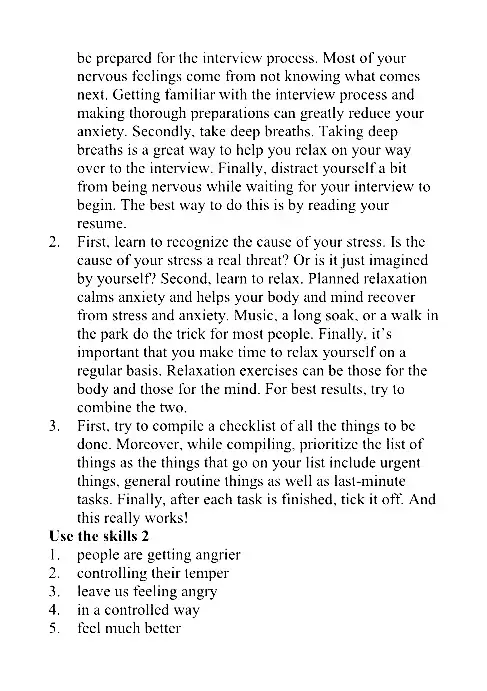 be prepared for the interview process. Most of your
nervous feelings come from not knowing what comes
next. Getting familiar with the interview process and
making thorough preparations can greatly reduce your
anxiety. Secondly, take deep breaths. Taking deep
breaths is a great way to help you relax on your way
over to the interview. Finally, distract yourself a bit
from being nervous while waiting for your interview to
begin. The best way to do this is by reading your
resume.
2. First, learn to recognize the cause of your stress. Is the
cause of your stress a real threat? Or is it just imagined
by yourself? Second, learn to relax. Planned relaxation
calms anxiety and helps your body and mind recover
from stress and anxiety. Music, a long soak, or a walk in
the park do the trick for most people. Finally, it's
important that you make time to relax yourself on a
regular basis. Relaxation exercises can be those for the
body and those for the mind. For best results, try to
combine the two.
3. First, try to compile a checklist of all the things to be
done. Moreover, while compiling, prioritize the list of
things as the things that go on your list include urgent
things, general routine things as well as last-minute
tasks. Finally, after each task is finished, tick it off. And
this really works!
Use the skills 2
1. people are getting angrier
2. controlling their temper
3. leave us feeling angry
4. in a controlled way
5. feel much better